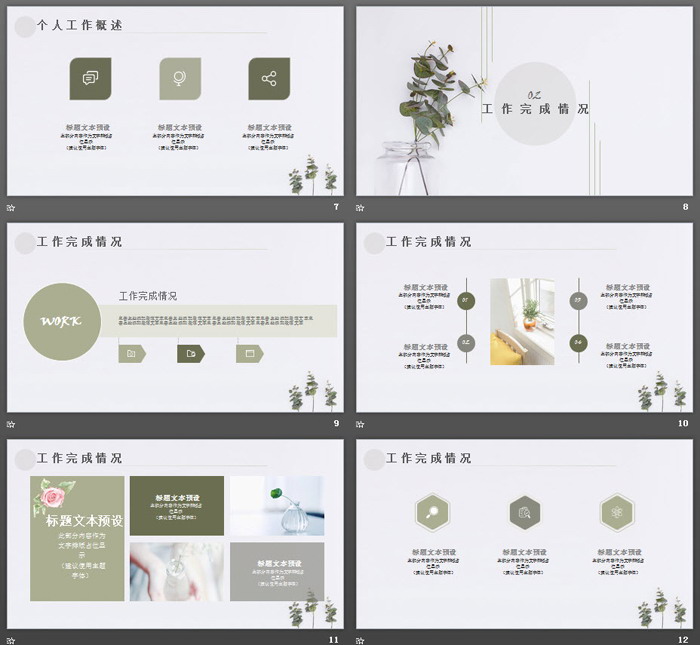 个人工作概述
标题文本预设
标题文本预设
标题文本预设
此部分内容作为文字排版占
位显示
(建议使用主题字体)
此部分内容作为文字排版占
位显示
(建议使用主题字体)
此部分内容作为文字排版占
位显示
(建议使用主题字体)
7
02
工作完成情况
8
工作完成情况
WORK
工作完成情况
9
工作完成情况
标题文本预设
此部分内容作为文字排版占
位显示
(建议使用主题字体)
01
标题文本预设
此部分内容作为文字排版占
位显示
(建议使用主题字体)
02
03
标题文本预设
此部分内容作为文字排版占
位显示
(建议使用主题字体)
04
标题文本预设
此部分内容作为文字排版占
位显示
(建议使用主题字体)
10
工作完成情况
标题文本预设
此部分内容作为
文字排版占位显
示
(建议使用主题
字体)
标题文本预设
此部分内容作为文字排版占
位显示
(建议使用主题字体)
标题文本预设
此部分内容作为文字排版占
位显示
(建议使用主题字体)
11
工作完成情况
标题文本预设
标题文本预设
标题文本预设
此部分内容作为文字排版占
位显示
(建议使用主题字体)
此部分内容作为文字排版占
位显示
(建议使用主题字体)
此部分内容作为文字排版占
位显示
(建议使用主题字体)
12